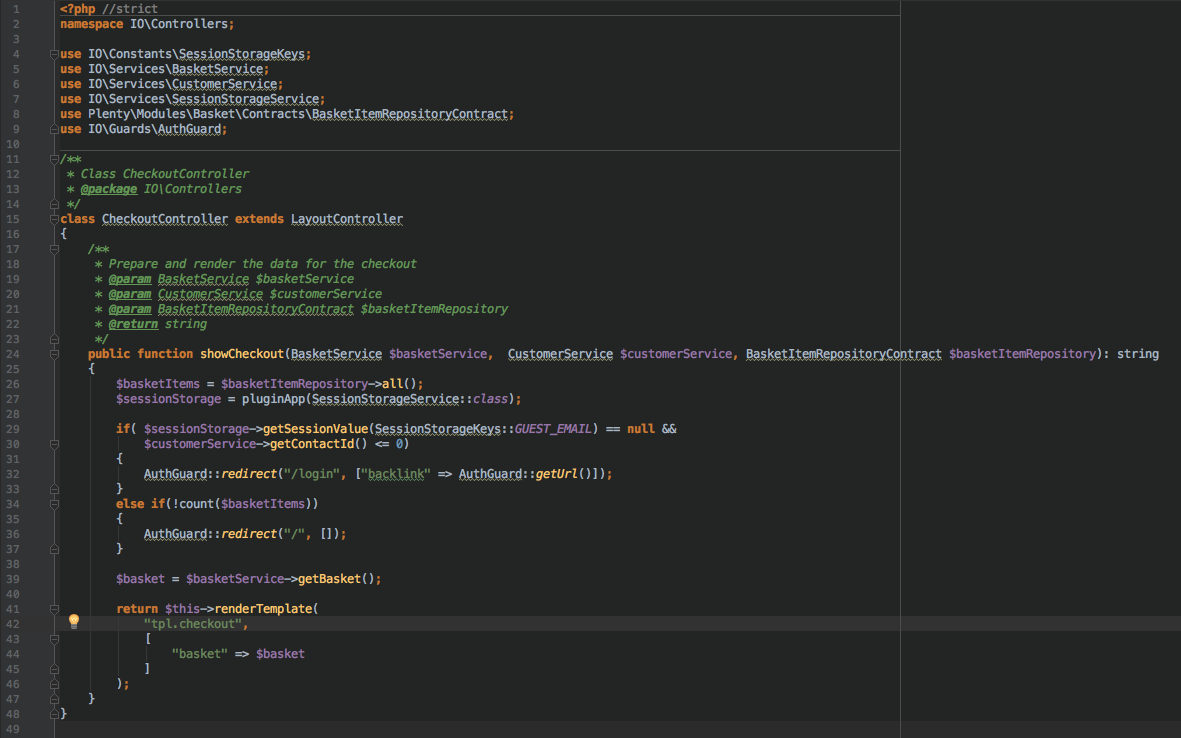 1 <?php //strict
2 namespace IO\Controllers;
3
4 use IO\Constants\SessionStorageKeys;
5 use IO\Services\BasketService;
6 use IO\Services\CustomerService;
7 use IO\Services\SessionStorageService;
8 use Plenty\Modules\Basket\Contracts\BasketItemRepositoryContract;
9 use IO\Guards\AuthGuard;
10
11 /**
12  * Class CheckoutController
13  * @package IO\Controllers
14  */
15 class CheckoutController extends LayoutController
16 {
17     /**
18      * Prepare and render the data for the checkout
19      * @param BasketService $basketService
20      * @param CustomerService $customerService
21      * @param BasketItemRepositoryContract $basketItemRepository
22      * @return string
23      */
24     public function showCheckout(BasketService $basketService,  CustomerService $customerService, BasketItemRepositoryContract $basketItemRepository): string
25     {
26         $basketItems = $basketItemRepository->all();
27         $sessionStorage = pluginApp(SessionStorageService::class);
28
29         if( $sessionStorage->getSessionValue(SessionStorageKeys::GUEST_EMAIL) == null &&
30             $customerService->getContactId() <= 0)
31         {
32             AuthGuard::redirect("/login", ["backlink" => AuthGuard::getUrl()]);
33         }
34         else if(!count($basketItems))
35         {
36             AuthGuard::redirect("/", []);
37         }
38
39         $basket = $basketService->getBasket();
40
41         return $this->renderTemplate(
42             "tpl.checkout",
43             [
44                 "basket" => $basket
45             ]
46         );
47     }
48 }
49